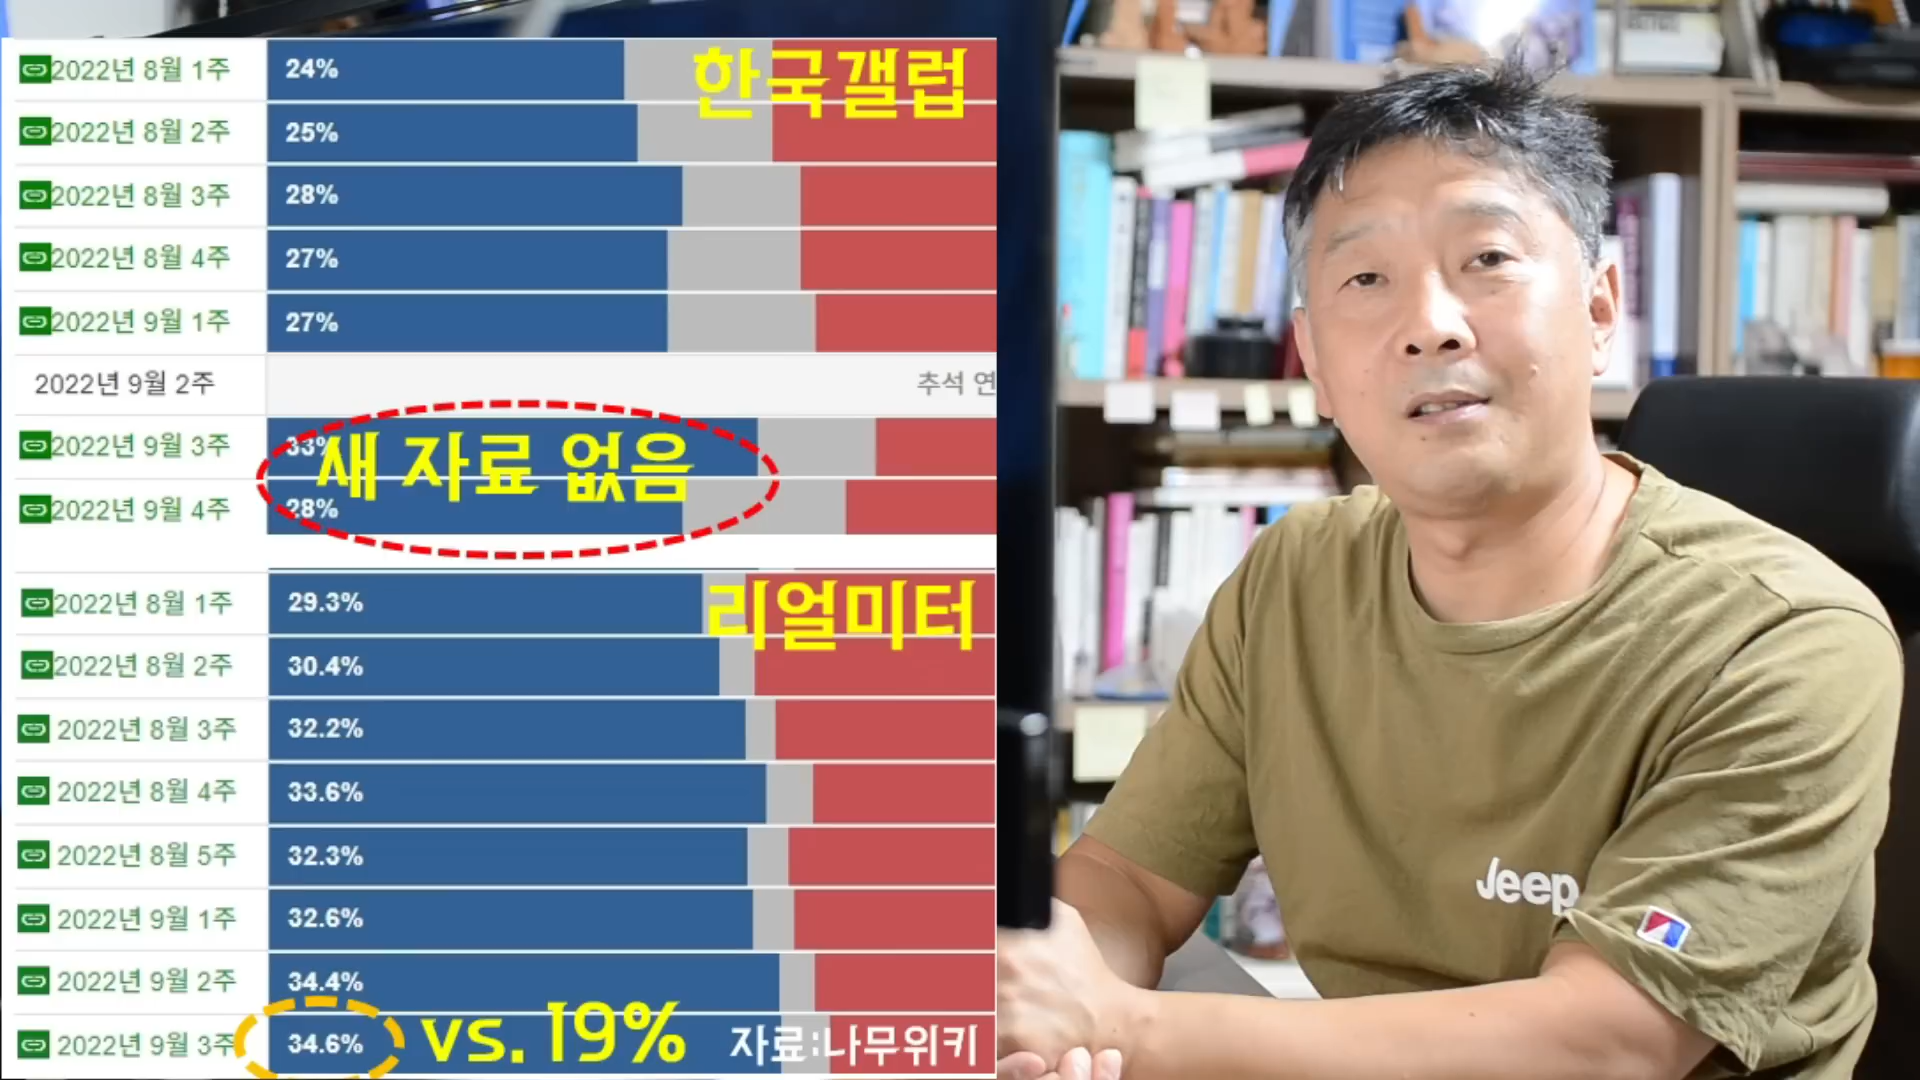 2022년 8월 1주 24% 한국갤럽
2022년 8월 2주 25%
2022년 8월 3주 28%
2022년 8월 4주 27%
2022년 9월 1주 27%
2022년 9월 2주 추석 연
2022년 9월 3주 33%
새 자료 없음
2022년 9월 4주 28%
2022년 8월 1주 29.3% 리얼미터
2022년 8월 2주 30.4%
2022년 8월 3주 32.2%
2022년 8월 4주 33.6%
2022년 8월 5주 32.3%
2022년 9월 1주 32.6%
2022년 9월 2주 34.4%
2022년 9월 3주 34.6% vs. 19% 자료:나무위키
Jeep